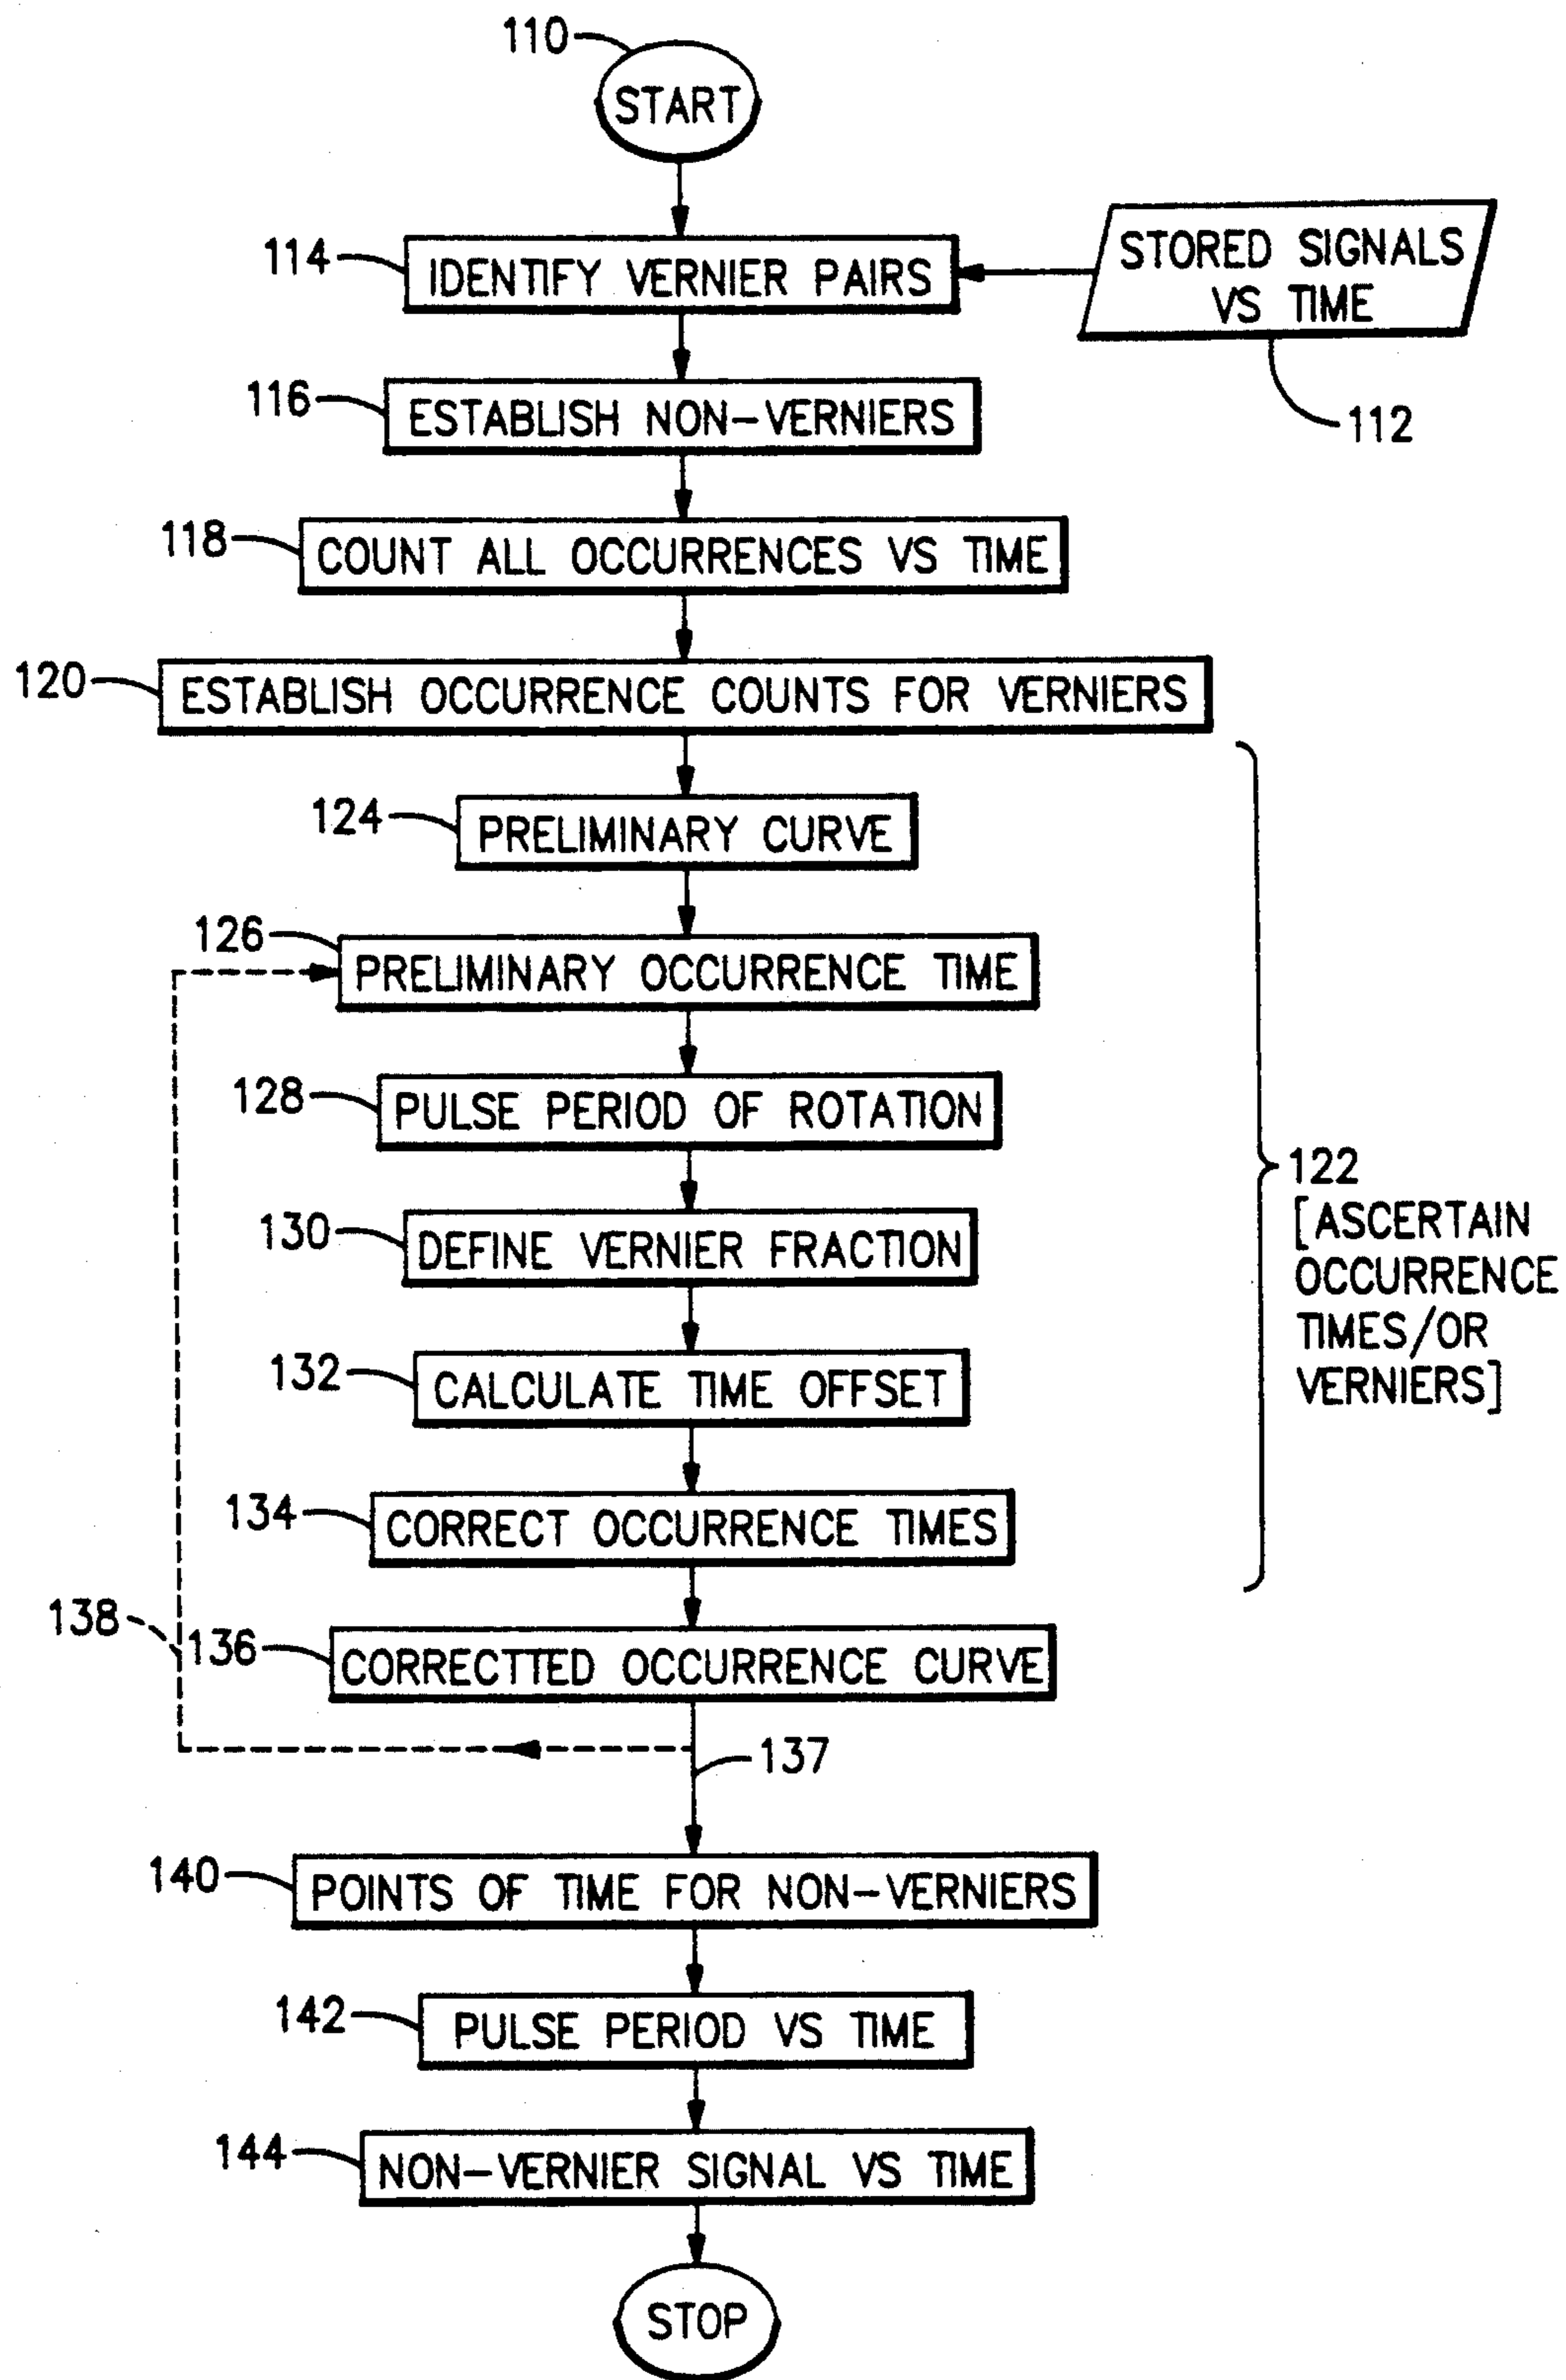 110
START
114
IDENTIFY VERNIER PAIRS
STORED SIGNALS
VS TIME
112
116
ESTABLISH NON-VERNIERS
118
COUNT ALL OCCURRENCES VS TIME
120
ESTABLISH OCCURRENCE COUNTS FOR VERNIERS
124
PRELIMINARY CURVE
126
PRELIMINARY OCCURRENCE TIME
128
PULSE PERIOD OF ROTATION
122
[ASCERTAIN
OCCURRENCE
TIMES/OR
VERNIERS]
130
DEFINE VERNIER FRACTION
132
CALCULATE TIME OFFSET
134
CORRECT OCCURRENCE TIMES
138
136
CORRECTTED OCCURRENCE CURVE
137
140
POINTS OF TIME FOR NON-VERNIERS
142
PULSE PERIOD VS TIME
144
NON-VERNIER SIGNAL VS TIME
STOP